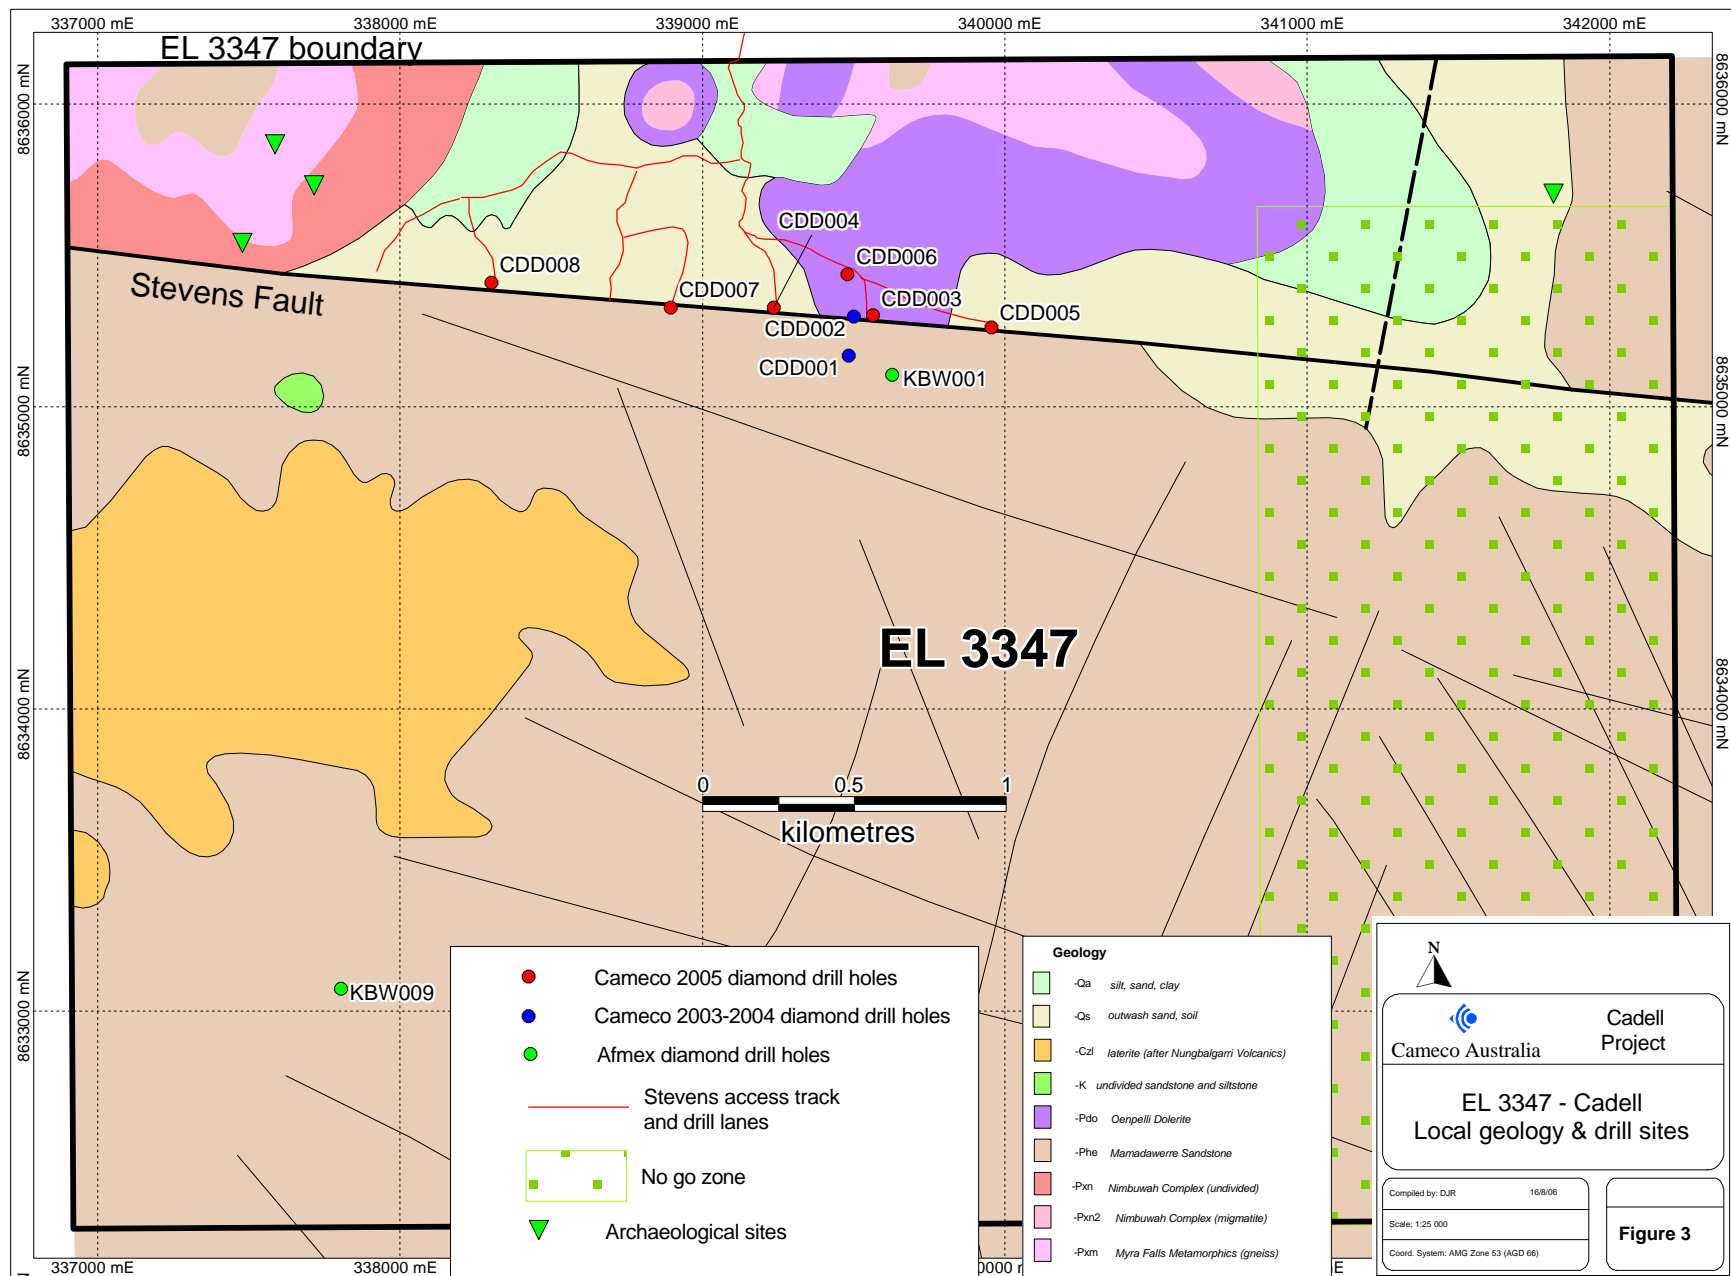 337000 mE
338000 mE
339000 mE
340000 mE
341000 mE
342000 mE
EL 3347 boundary
8636000 mN
8636000 mN
CDD004
CDD008
CDD006
Stevens Fault
CDD007
CDD003
CDD005
CDD002
CDD001
KBW001
8635000 mN
8635000 mN
EL 3347
8634000 mN
8634000 mN
0
0.5
1
kilometres
KBW009
8633000 mN
Cameco 2005 diamond drill holes
Cameco 2003-2004 diamond drill holes
Afmex diamond drill holes
Stevens access track
and drill lanes
No go zone
Archaeological sites
Geology
-Qa silt, sand, clay
-Qs outwash sand, soil
-Czl laterite (after Nungbalgarri Volcanics)
-K undivided sandstone and siltstone
-Pdo Oenpelli Dolerite
-Phe Mamadawerre Sandstone
-Pxn Nimbuwah Complex (undivided)
-Pxn2 Nimbuwah Complex (migmatite)
-Pxm Myra Falls Metamorphics (gneiss)
N
Cameco Australia
Cadell
Project
EL 3347 - Cadell
Local geology & drill sites
Compiled by: DJR
16/8/06
Scale: 1:25 000
Coord. System: AMG Zone 53 (AGD 66)
Figure 3
337000 mE
338000 mE
0000 mE
E